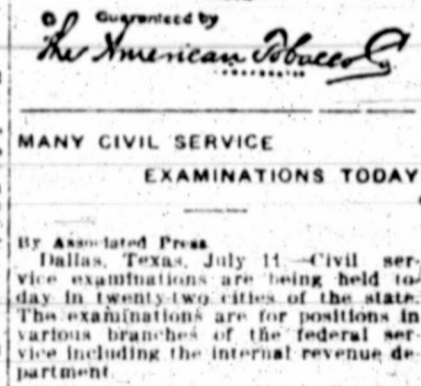 Guaranteed by
The American Tobacco Co
INCORPORATED
MANY CIVIL SERVICE
EXAMINATIONS TODAY
By Associated Press
Dallas, Texas, July 11.—Civil ser-
vice examinations are being held to-
day in twenty-two cities of the state.
The examinations are for positions in
various branches of the federal ser-
vice including the internal revenue de-
partment.